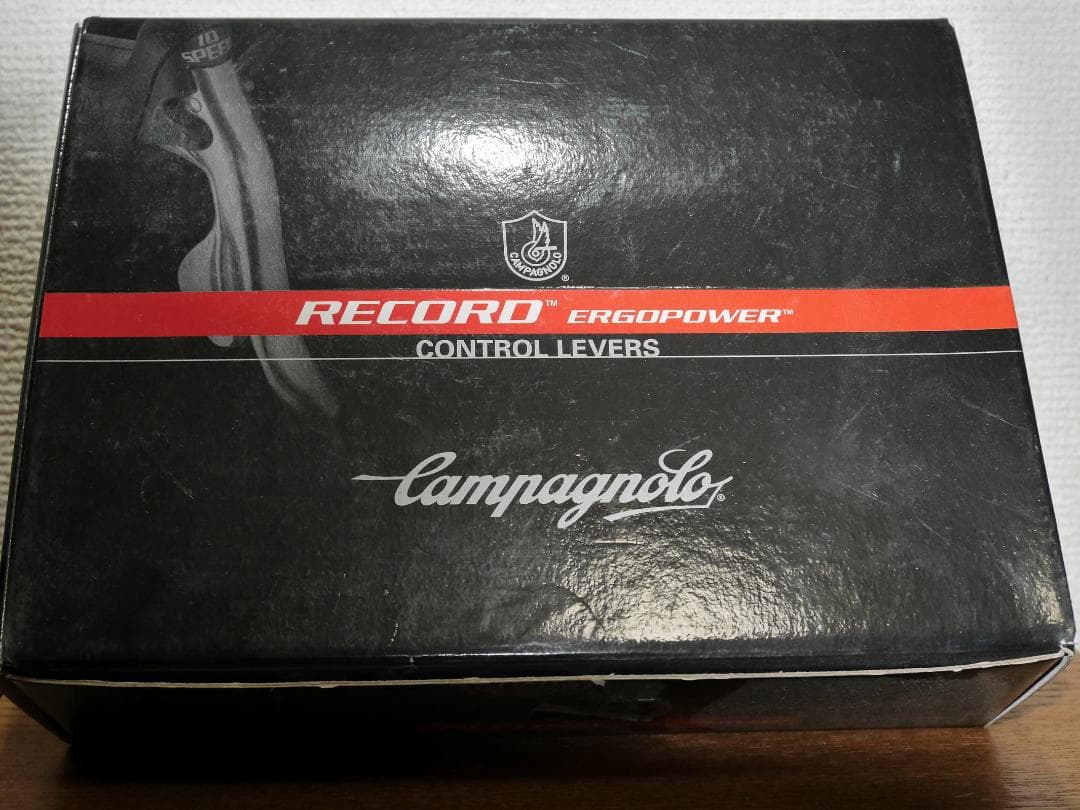 10
SPEED
CAMPAGNOLO
®
RECORD™ ERGOPOWER™
CONTROL LEVERS
Campagnolo®